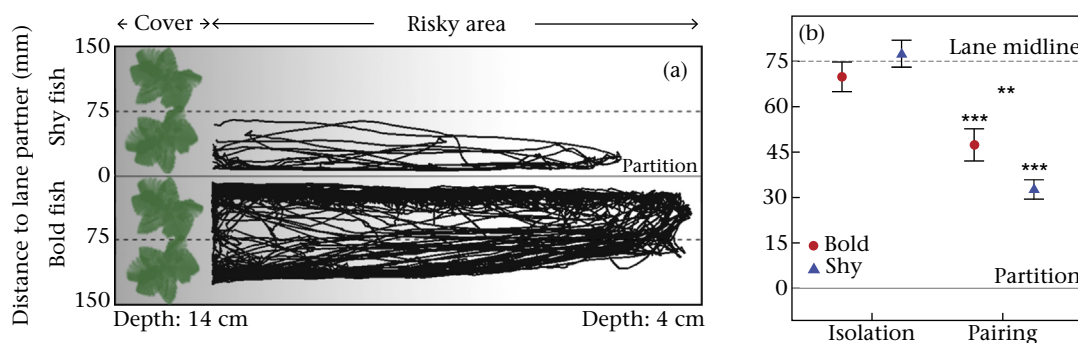 Cover
Risky area
Distance to lane partner (mm)
Shy fish
Bold fish
150
75
0
75
150
(a)
Partition
Depth: 14 cm
Depth: 4 cm
(b)
Lane midline
75
60
45
30
15
0
**
***
***
Bold
Shy
Partition
Isolation
Pairing